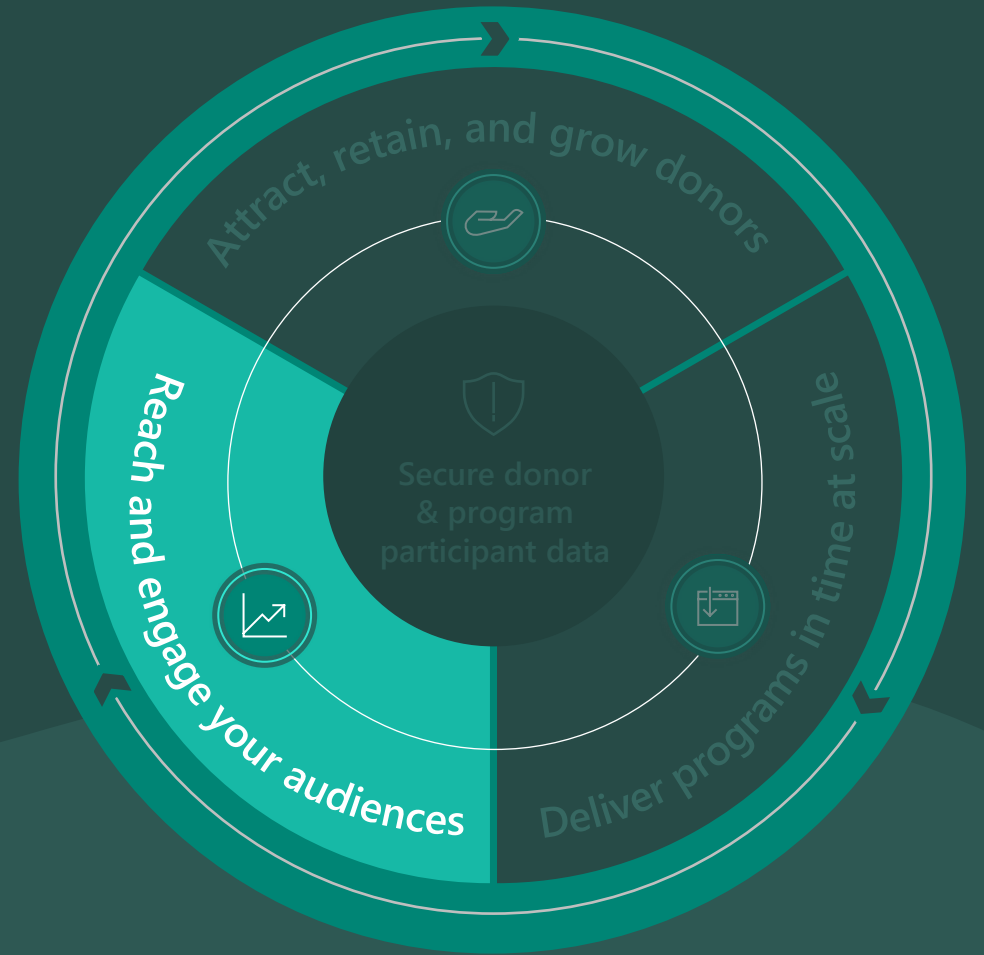 Attract, retain, and grow donors
Reach and engage your audiences
Secure donor
& program
participant data
Deliver programs in time at scale